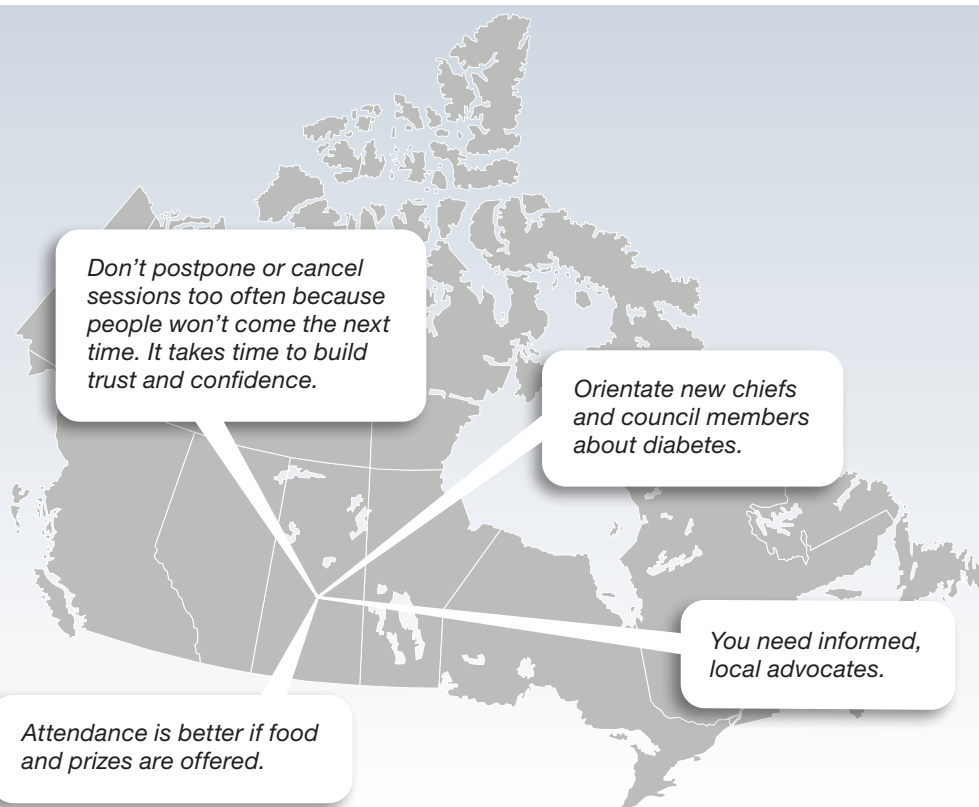 Don’t postpone or cancel
sessions too often because
people won’t come the next
time. It takes time to build
trust and confidence.
Orientate new chiefs
and council members
about diabetes.
You need informed,
local advocates.
Attendance is better if food
and prizes are offered.